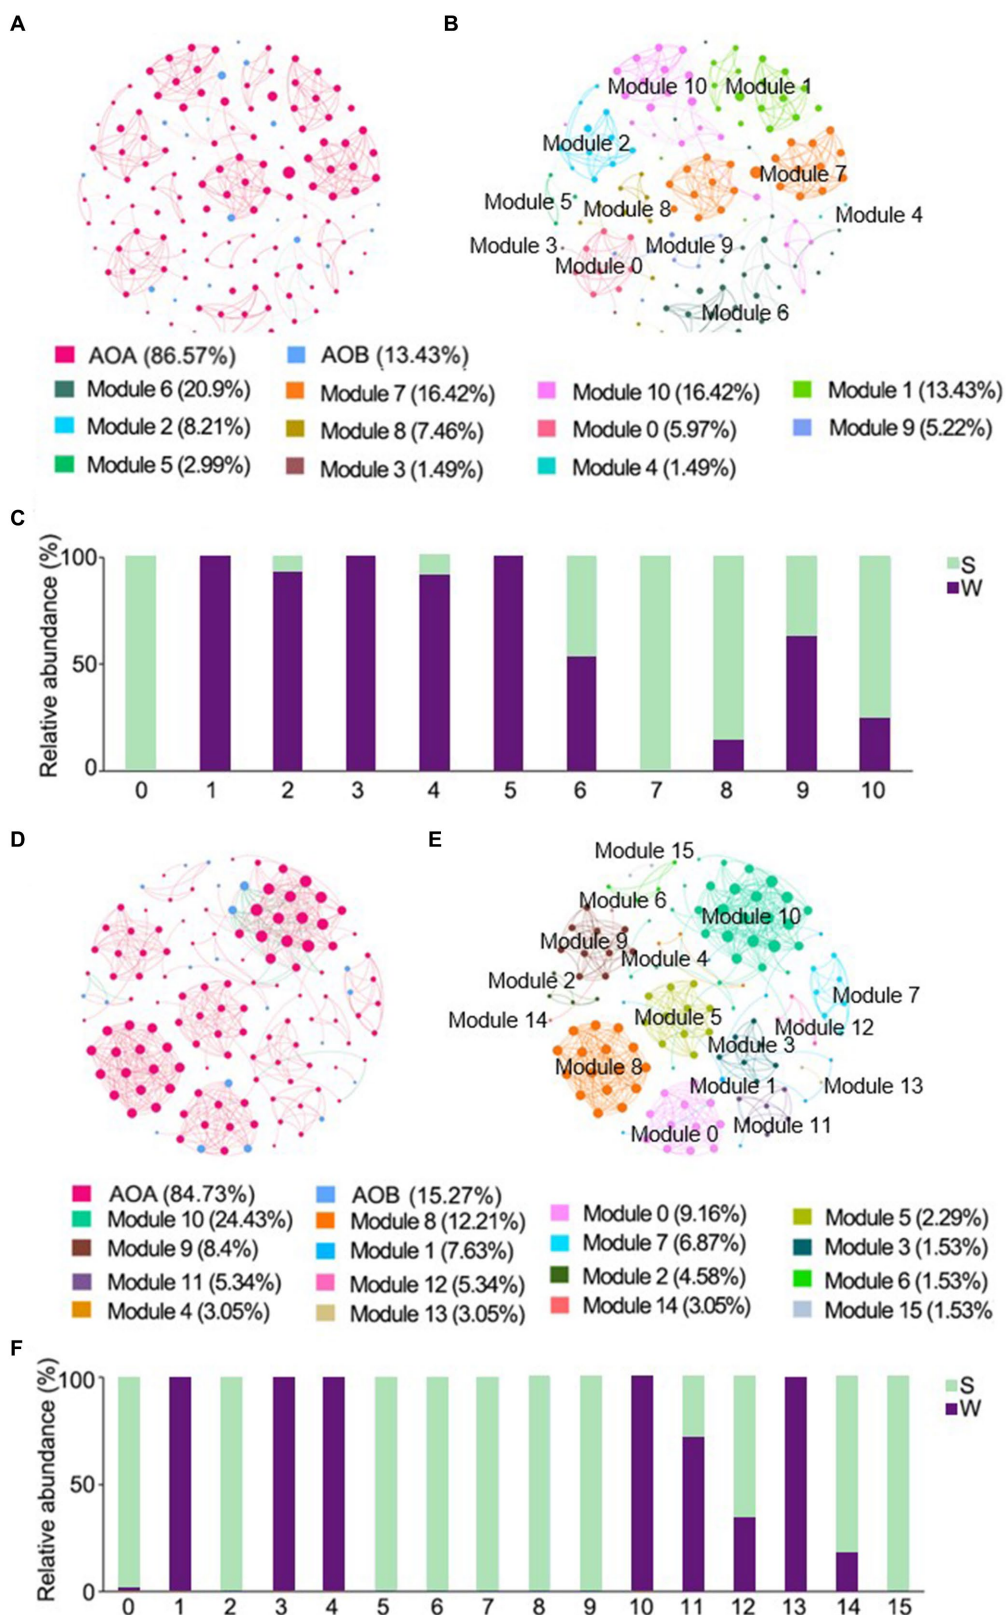 A
B
Module 10
Module 1
Module 2
Module 7
Module 5
Module 8
Module 4
Module 3
Module 9
Module 0
Module 6
AOA (86.57%)
AOB (13.43%)
Module 6 (20.9%)
Module 7 (16.42%)
Module 10 (16.42%)
Module 1 (13.43%)
Module 2 (8.21%)
Module 8 (7.46%)
Module 0 (5.97%)
Module 9 (5.22%)
Module 5 (2.99%)
Module 3 (1.49%)
Module 4 (1.49%)
C
Relative abundance (%)
100
50
0
0 1 2 3 4 5 6 7 8 9 10
S
W
D
E
Module 15
Module 6
Module 10
Module 9
Module 4
Module 2
Module 7
Module 14
Module 5
Module 12
Module 3
Module 8
Module 1
Module 13
Module 11
Module 0
AOA (84.73%)
AOB (15.27%)
Module 10 (24.43%)
Module 8 (12.21%)
Module 0 (9.16%)
Module 5 (2.29%)
Module 9 (8.4%)
Module 1 (7.63%)
Module 7 (6.87%)
Module 3 (1.53%)
Module 11 (5.34%)
Module 12 (5.34%)
Module 2 (4.58%)
Module 6 (1.53%)
Module 4 (3.05%)
Module 13 (3.05%)
Module 14 (3.05%)
Module 15 (1.53%
F
Relative abundance (%)
100
50
0
0 1 2 3 4 5 6 7 8 9 10 11 12 13 14 15
S
W